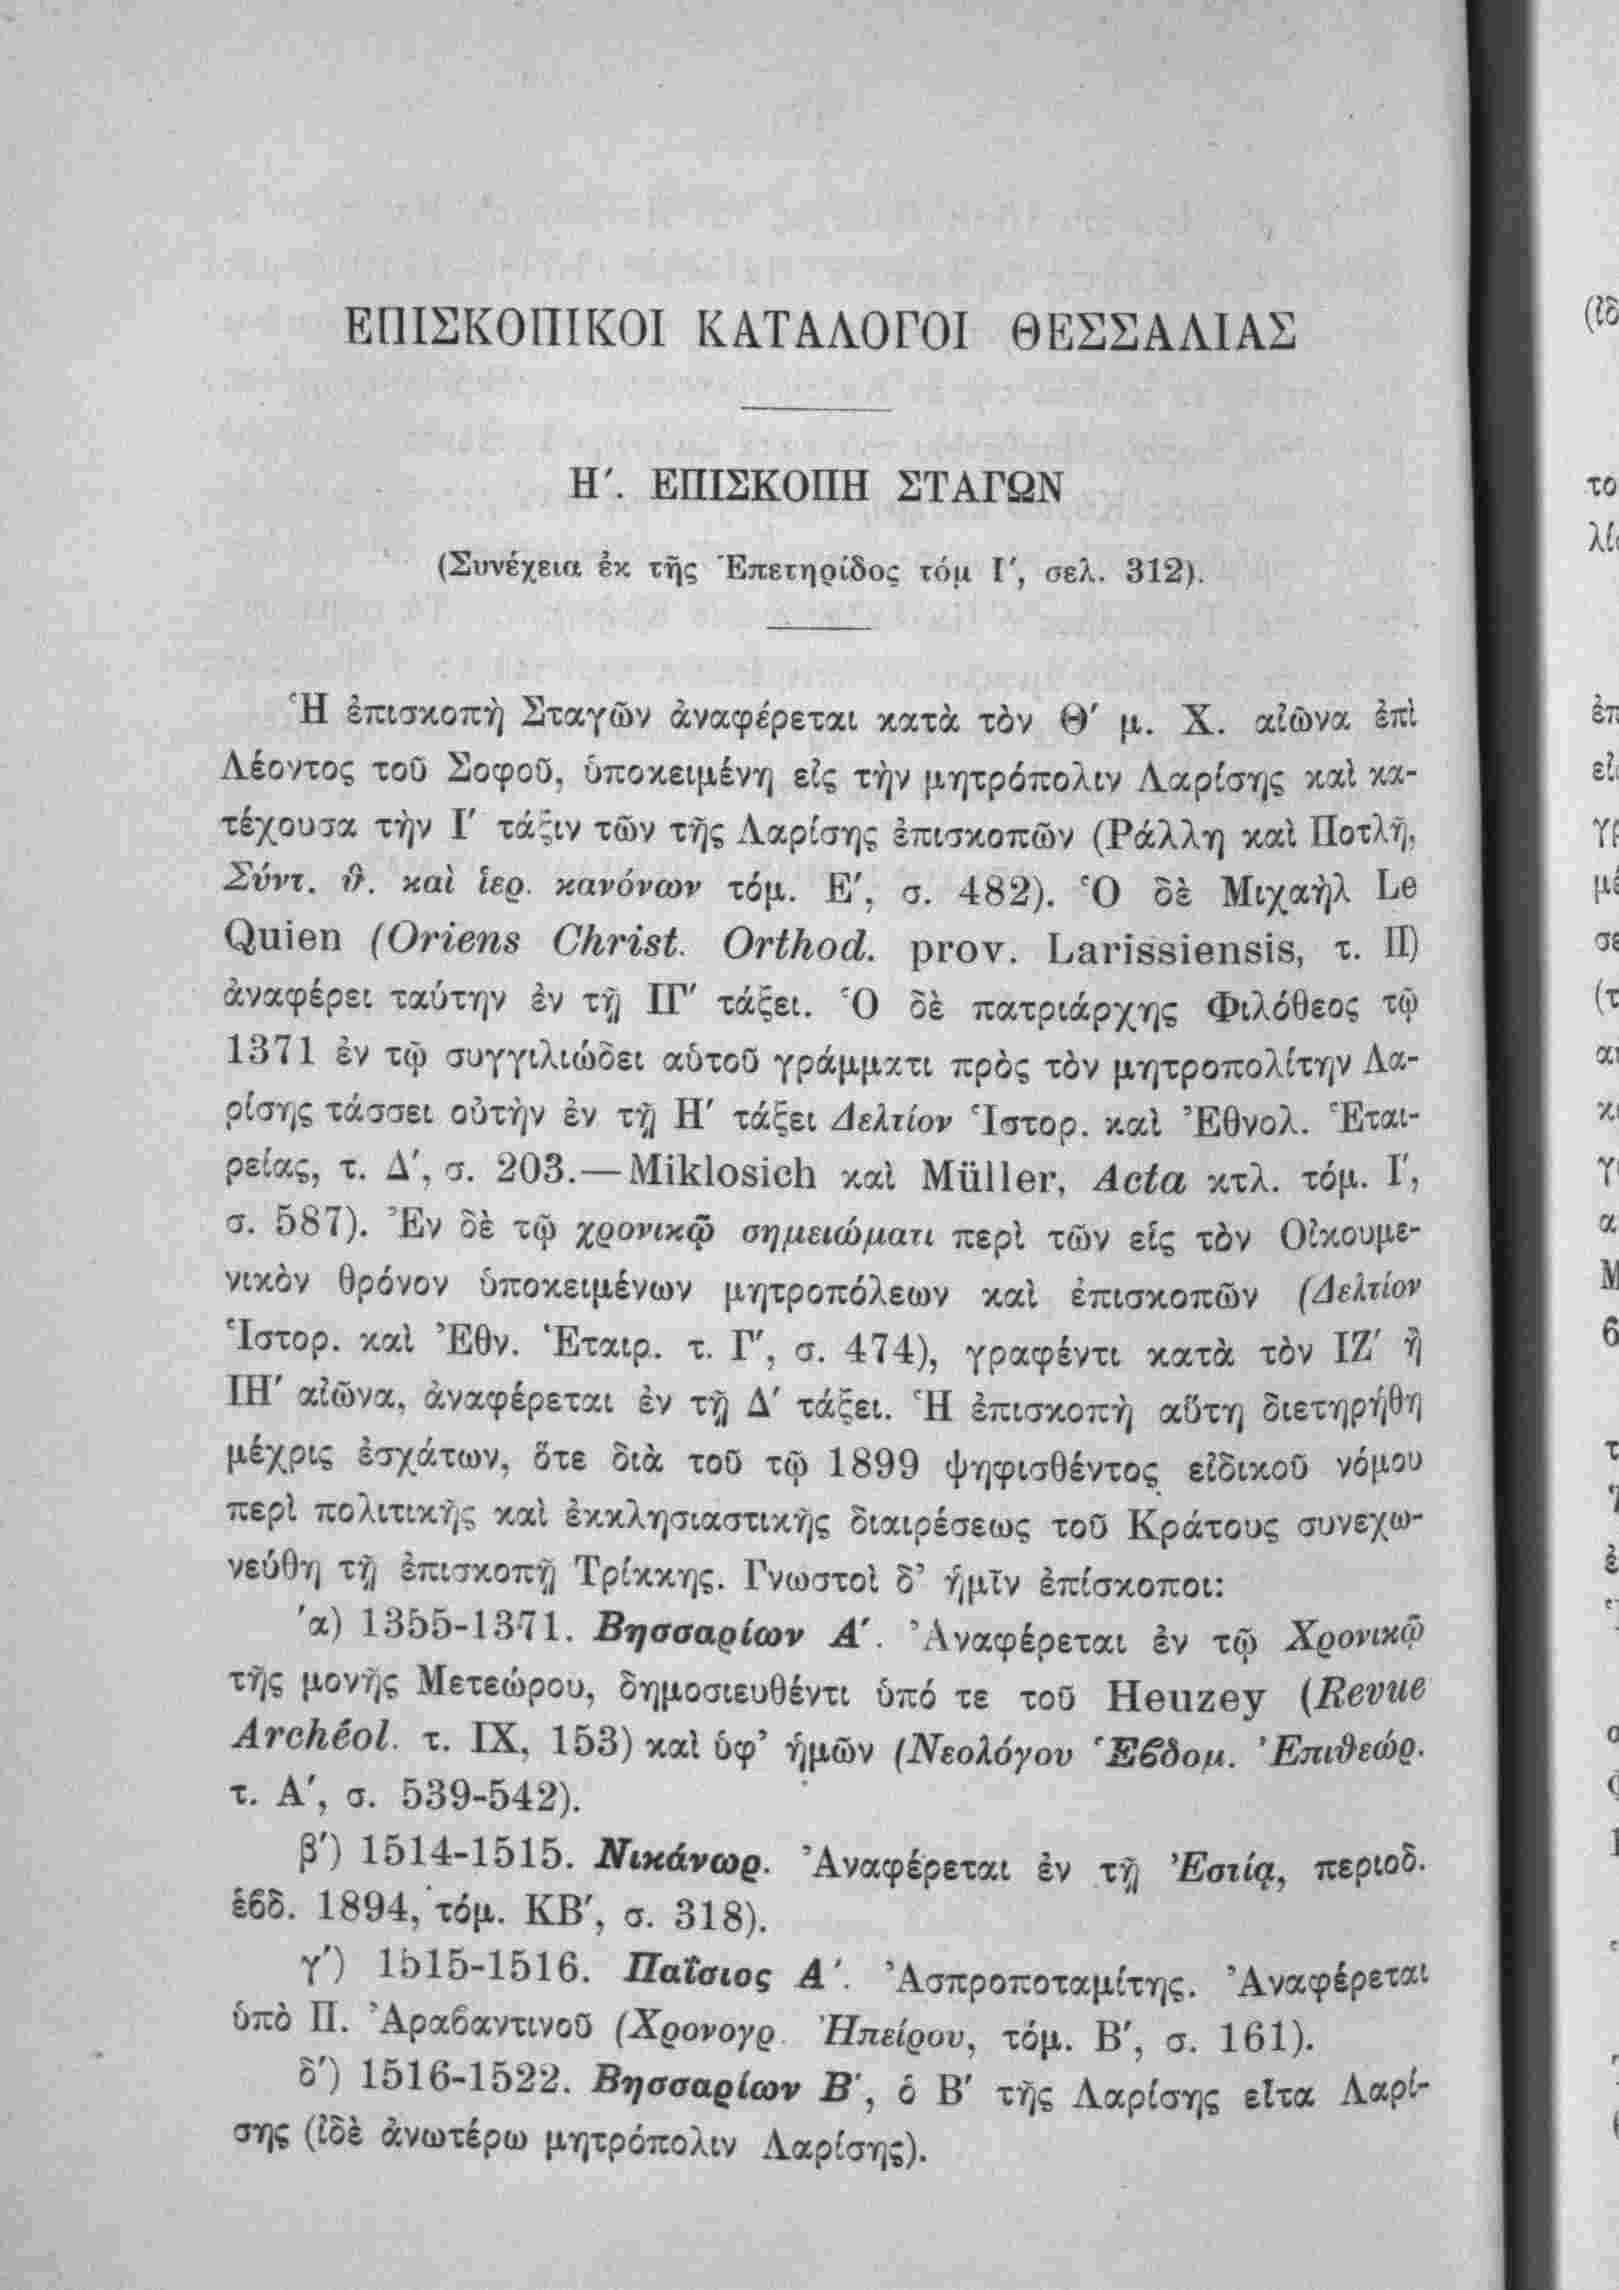 ΕΠΙΣΚΟΠΙΚΟΙ ΚΑΤΑΛΟΓΟΙ ΘΕΣΣΑΛΙΑΣ
Η′. ΕΠΙΣΚΟΠΗ ΣΤΑΓΩΝ
(Συνέχεια ἐκ τῆς Ἐπετηρίδος τόμ Ι′, σελ. 312).
Ἡ ἐπισκοπὴ Σταγῶν ἀναφέρεται κατὰ τὸν Θ′ μ. Χ. αἰῶνα ἐπὶ
Λέοντος τοῦ Σοφοῦ, ὑποκειμένη εἰς τὴν μητρόπολιν Λαρίσης καὶ κα-
τέχουσα τὴν Ι′ τάξιν τῶν τῆς Λαρίσης ἐπισκοπῶν (Ράλλη καὶ Ποτλῆ,
Σύντ. θ. καὶ ἱερ. κανόνων τόμ. Ε′, σ. 482). Ὁ δὲ Μιχαὴλ Le
Quien (Oriens Christ. Orthod. prov. Larissiensis, τ. II)
ἀναφέρει ταύτην ἐν τῇ ΙΓ′ τάξει. Ὁ δὲ πατριάρχης Φιλόθεος τῷ
1371 ἐν τῷ συγγιλιώδει αὑτοῦ γράμματι πρὸς τὸν μητροπολίτην Λα-
ρίσης τάσσει οὐτὴν ἐν τῇ Η′ τάξει Δελτίον Ἱστορ. καὶ Ἐθνολ. Ἑται-
ρείας, τ. Δ′, σ. 203.—Miklosich καὶ Müller, Acta κτλ. τόμ. Ι′,
σ. 587). Ἐν δὲ τῷ χρονικῷ σημειώματι περὶ τῶν εἰς τὸν Οἰκουμε-
νικὸν θρόνον ὑποκειμένων μητροπόλεων καὶ ἐπισκοπῶν (Δελτίον
Ἱστορ. καὶ Ἐθν. Ἑταιρ. τ. Γ′, σ. 474), γραφέντι κατὰ τὸν ΙΖ′ ἢ
ΙΗ′ αἰῶνα, ἀναφέρεται ἐν τῇ Δ′ τάξει. Ἡ ἐπισκοπὴ αὕτη διετηρήθη
μέχρις ἐσχάτων, ὅτε διὰ τοῦ τῷ 1899 ψηφισθέντος εἰδικοῦ νόμου
περὶ πολιτικῆς καὶ ἐκκλησιαστικῆς διαιρέσεως τοῦ Κράτους συνεχω-
νεύθη τῇ ἐπισκοπῇ Τρίκκης. Γνωστοὶ δ’ ἡμῖν ἐπίσκοποι:
′α) 1355-1371. Βησσαρίων Α′. Ἀναφέρεται ἐν τῷ Χρονικῷ
τῆς μονῆς Μετεώρου, δημοσιευθέντι ὑπό τε τοῦ Heuzey (Revue
Archéol. τ. IX, 153) καὶ ὑφ’ ἡμῶν (Νεολόγου Ἑβδομ. Ἐπιθεώρ.
τ. Α′, σ. 539-542).
β′) 1514-1515. Νικάνωρ. Ἀναφέρεται ἐν τῇ Ἑστίᾳ, περιοδ.
ἑβδ. 1894, τόμ. ΚΒ′, σ. 318).
γ′) 1515-1516. Παΐσιος Α′. Ἀσπροποταμίτης. Ἀναφέρεται
ὑπὸ Π. Ἀραβαντινοῦ (Χρονογρ. Ἠπείρου, τόμ. Β′, σ. 161).
δ′) 1516-1522. Βησσαρίων Β′, ὁ Β′ τῆς Λαρίσης εἶτα Λαρί-
σης (ἰδὲ ἀνωτέρω μητρόπολιν Λαρίσης).